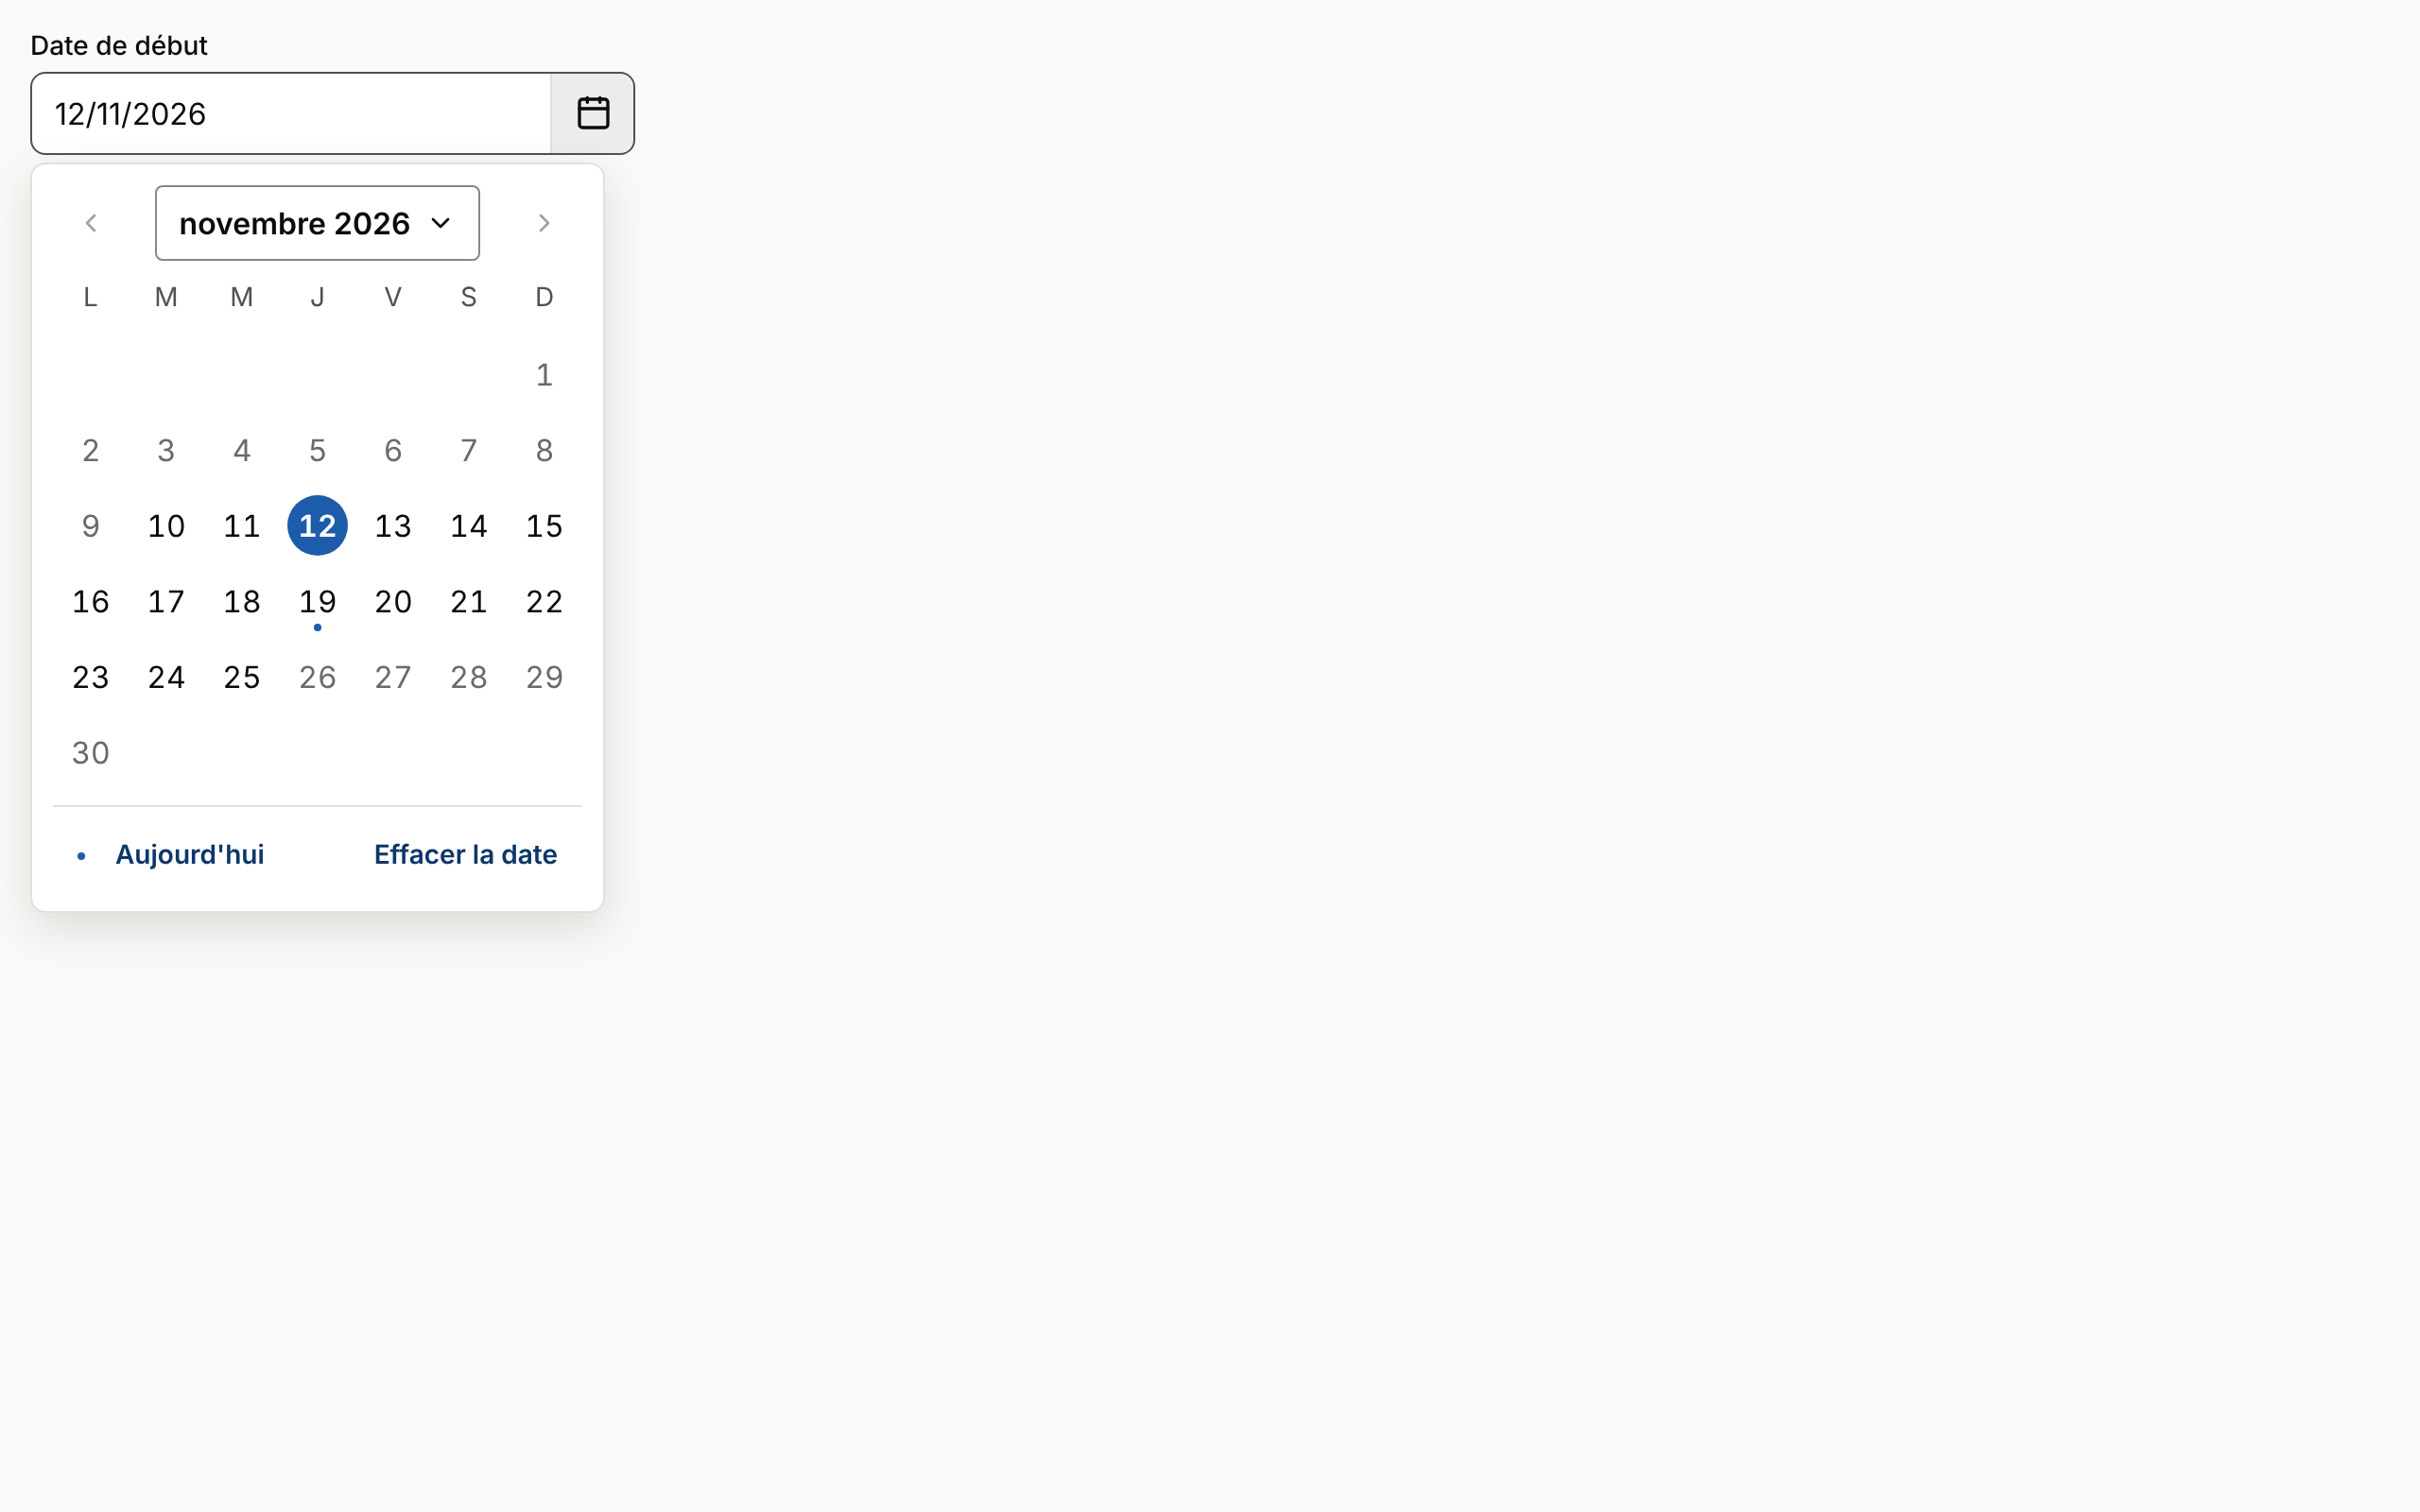 Date de début
12/11/2026
novembre 2026
L M M J V S D
1
2 3 4 5 6 7 8
9 10 11 12 13 14 15
16 17 18 19 20 21 22
23 24 25 26 27 28 29
30
Aujourd'hui Effacer la date